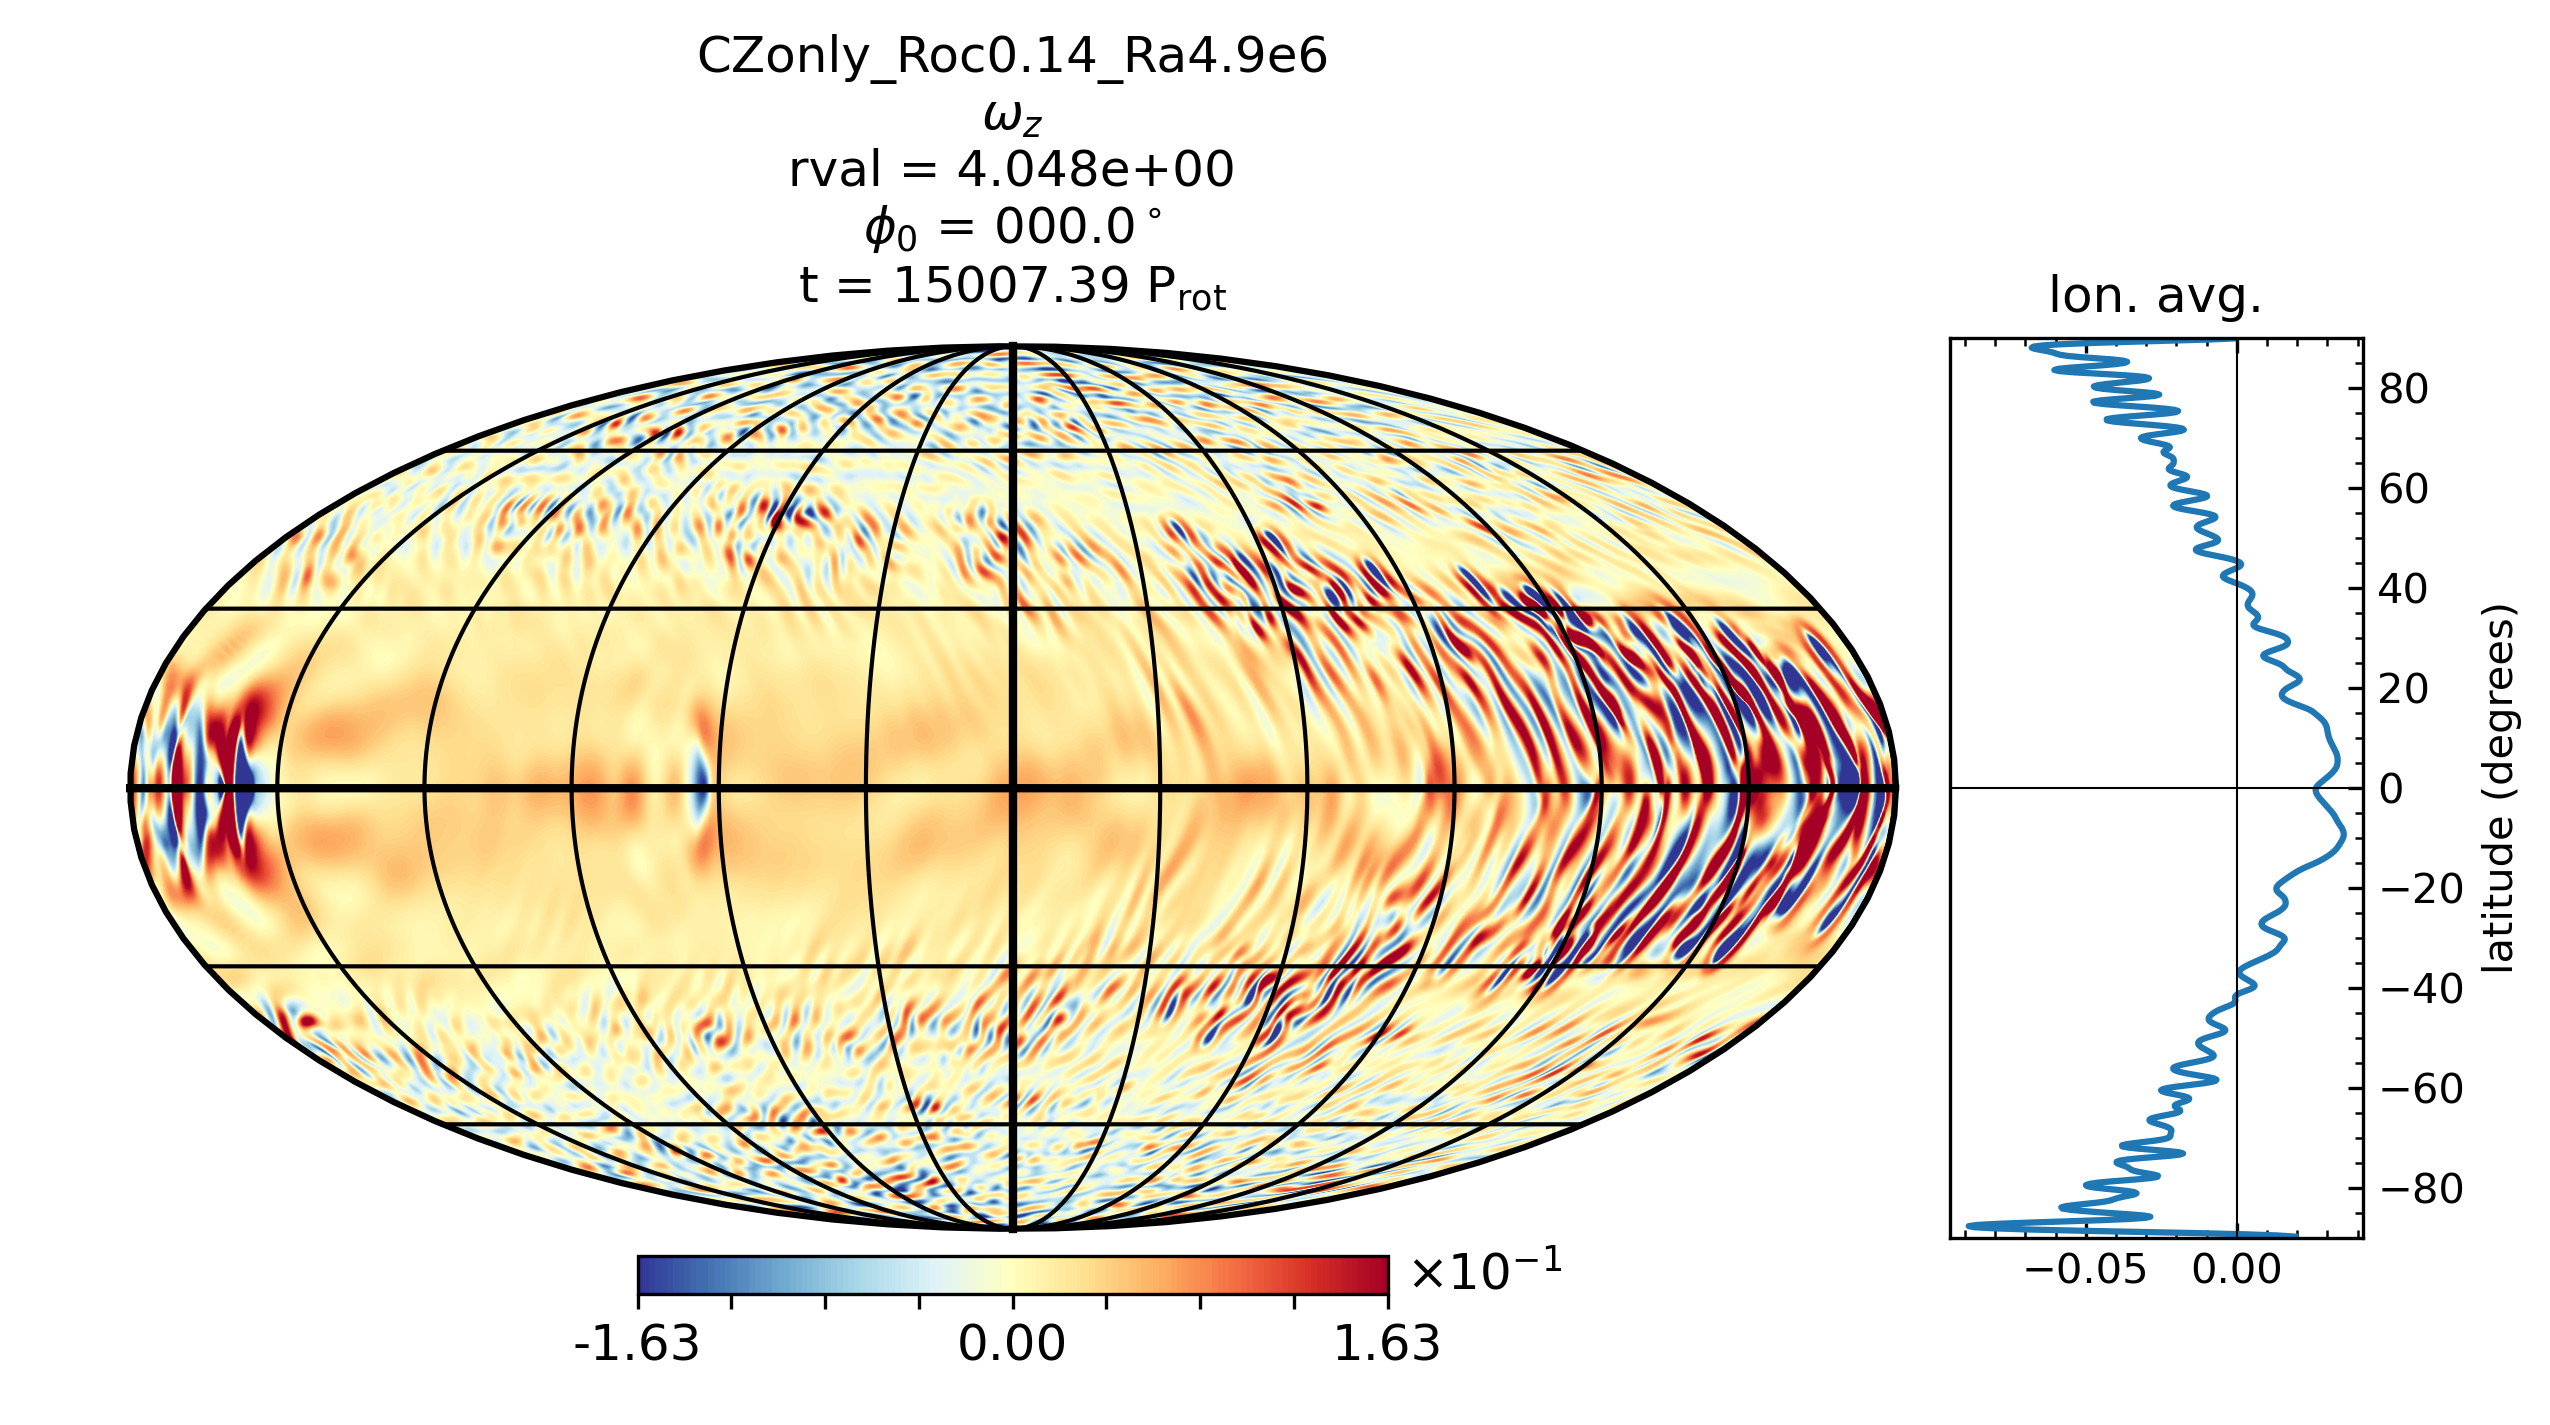 CZonly_Roc0.14_Ra4.9e6
ω_z
rval = 4.048e+00
ϕ_0 = 000.0°
t = 15007.39 P_rot
lon. avg.
80
60
40
20
0
−20
−40
−60
−80
latitude (degrees)
−0.05 0.00
×10^−1
-1.63 0.00 1.63